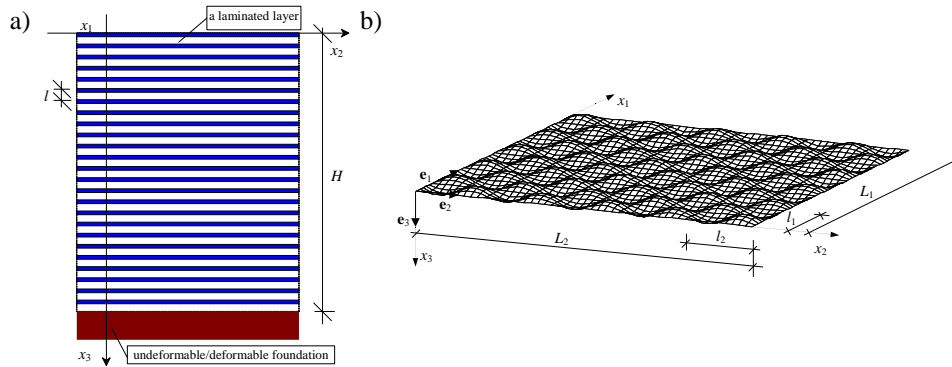 a)
x1
a laminated layer
x2
l
H
x3
undeformable/deformable foundation
b)
x1
e1
e2
e3
x3
L2
l2
l1
x2
L1